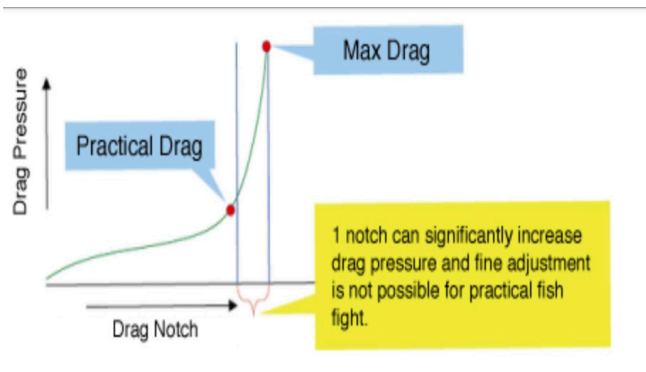 Max Drag
Drag Pressure
Practical Drag
1 notch can significantly increase
drag pressure and fine adjustment
is not possible for practical fish
fight.
Drag Notch